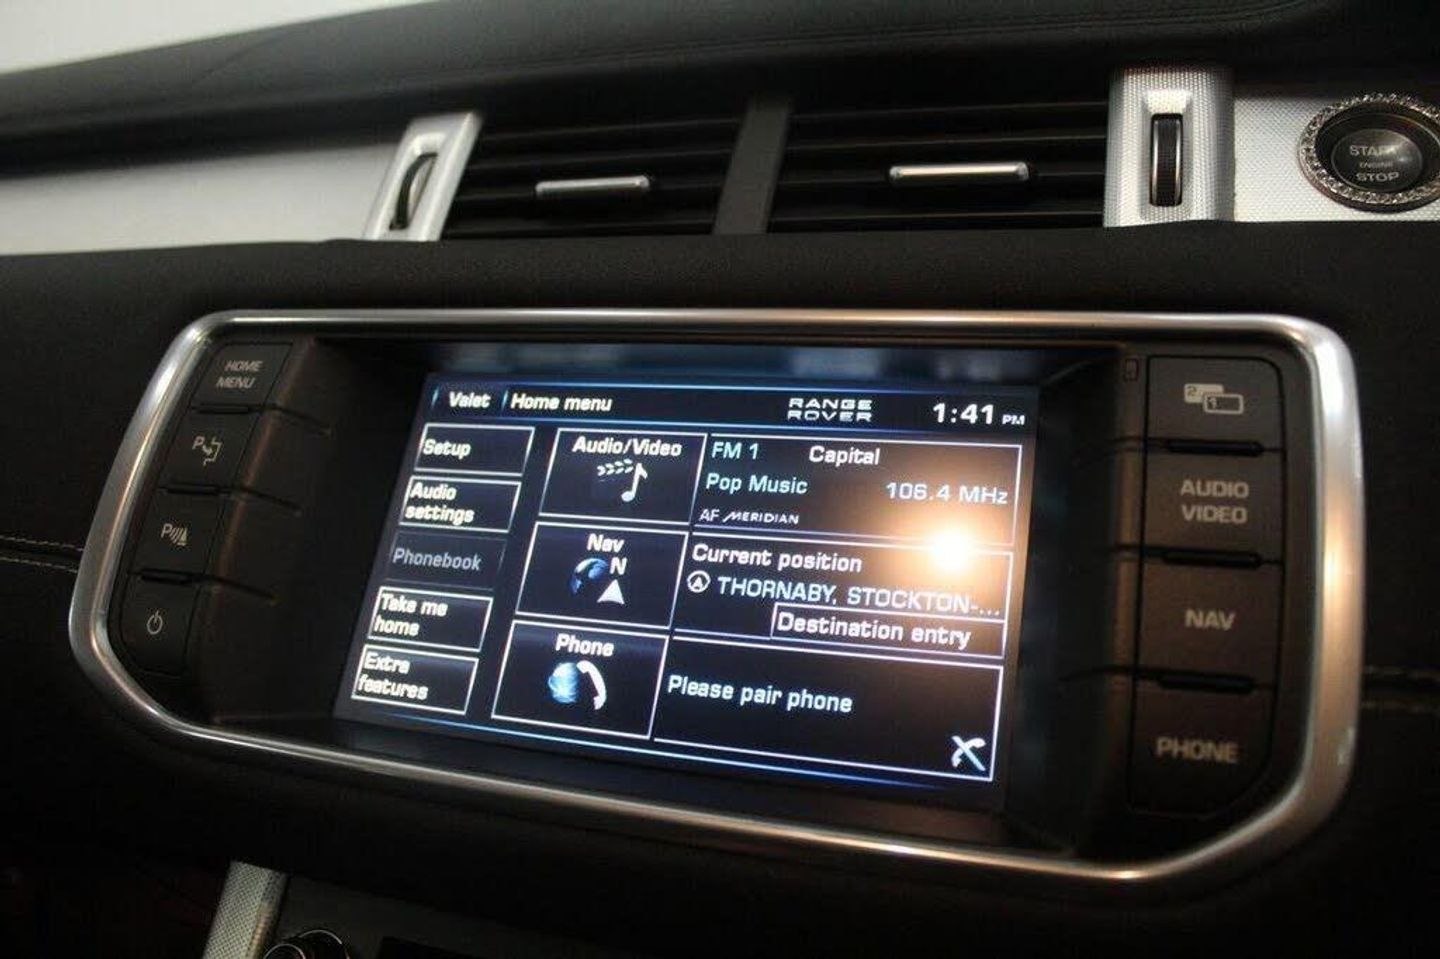 START
ENGINE
STOP
HOME
MENU
Valet Home menu RANGE
ROVER 1:41 PM
Setup
Audio
settings
Phonebook
Take me
home
Extra
features
Audio/Video
Nav
N
Phone
FM 1 Capital
Pop Music 106.4 MHz
AF MERIDIAN
Current position
THORNABY, STOCKTON-...
Destination entry
Please pair phone
P
P
2 1
AUDIO
VIDEO
NAV
PHONE